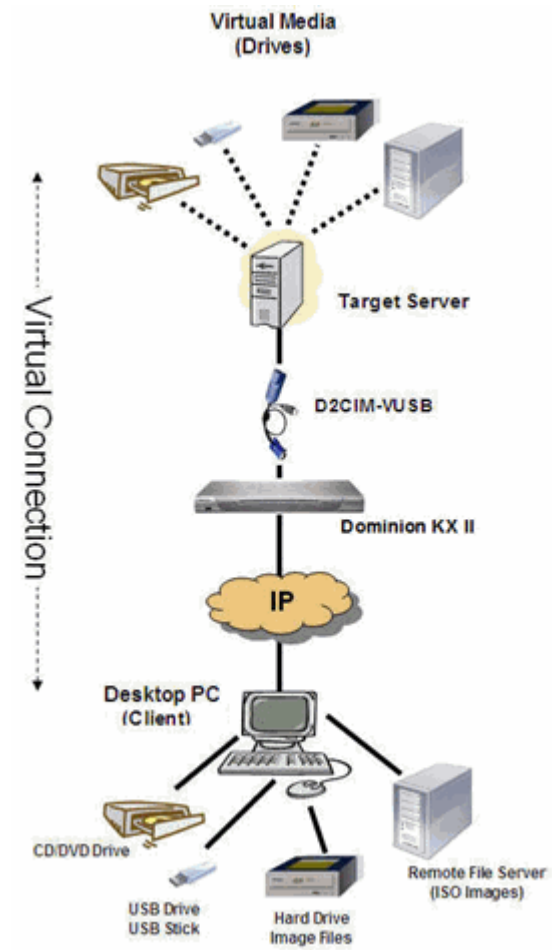 Virtual Media
(Drives)
Virtual Connection
Target Server
D2CIM-VUSB
Dominion KX II
IP
Desktop PC
(Client)
CD/DVD Drive
USB Drive
USB Stick
Hard Drive
Image Files
Remote File Server
(ISO Images)